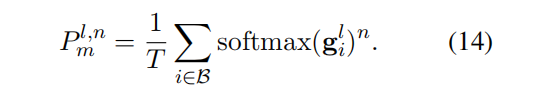 P_m^{l,n} = \frac{1}{T} \sum_{i \in \mathcal{B}} \text{softmax}(\mathbf{g}_i^l)^n. (14)